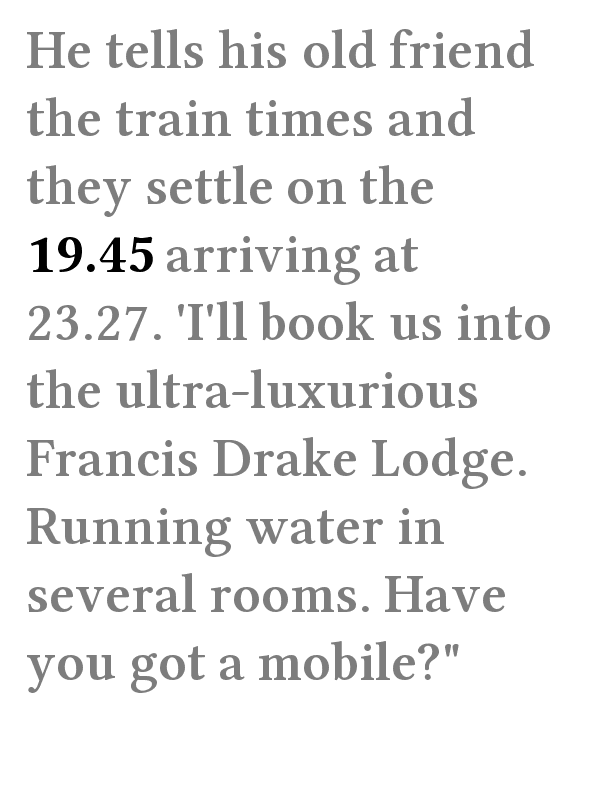 He tells his old friend
the train times and
they settle on the
19.45 arriving at
23.27. 'I'll book us into
the ultra-luxurious
Francis Drake Lodge.
Running water in
several rooms. Have
you got a mobile?"